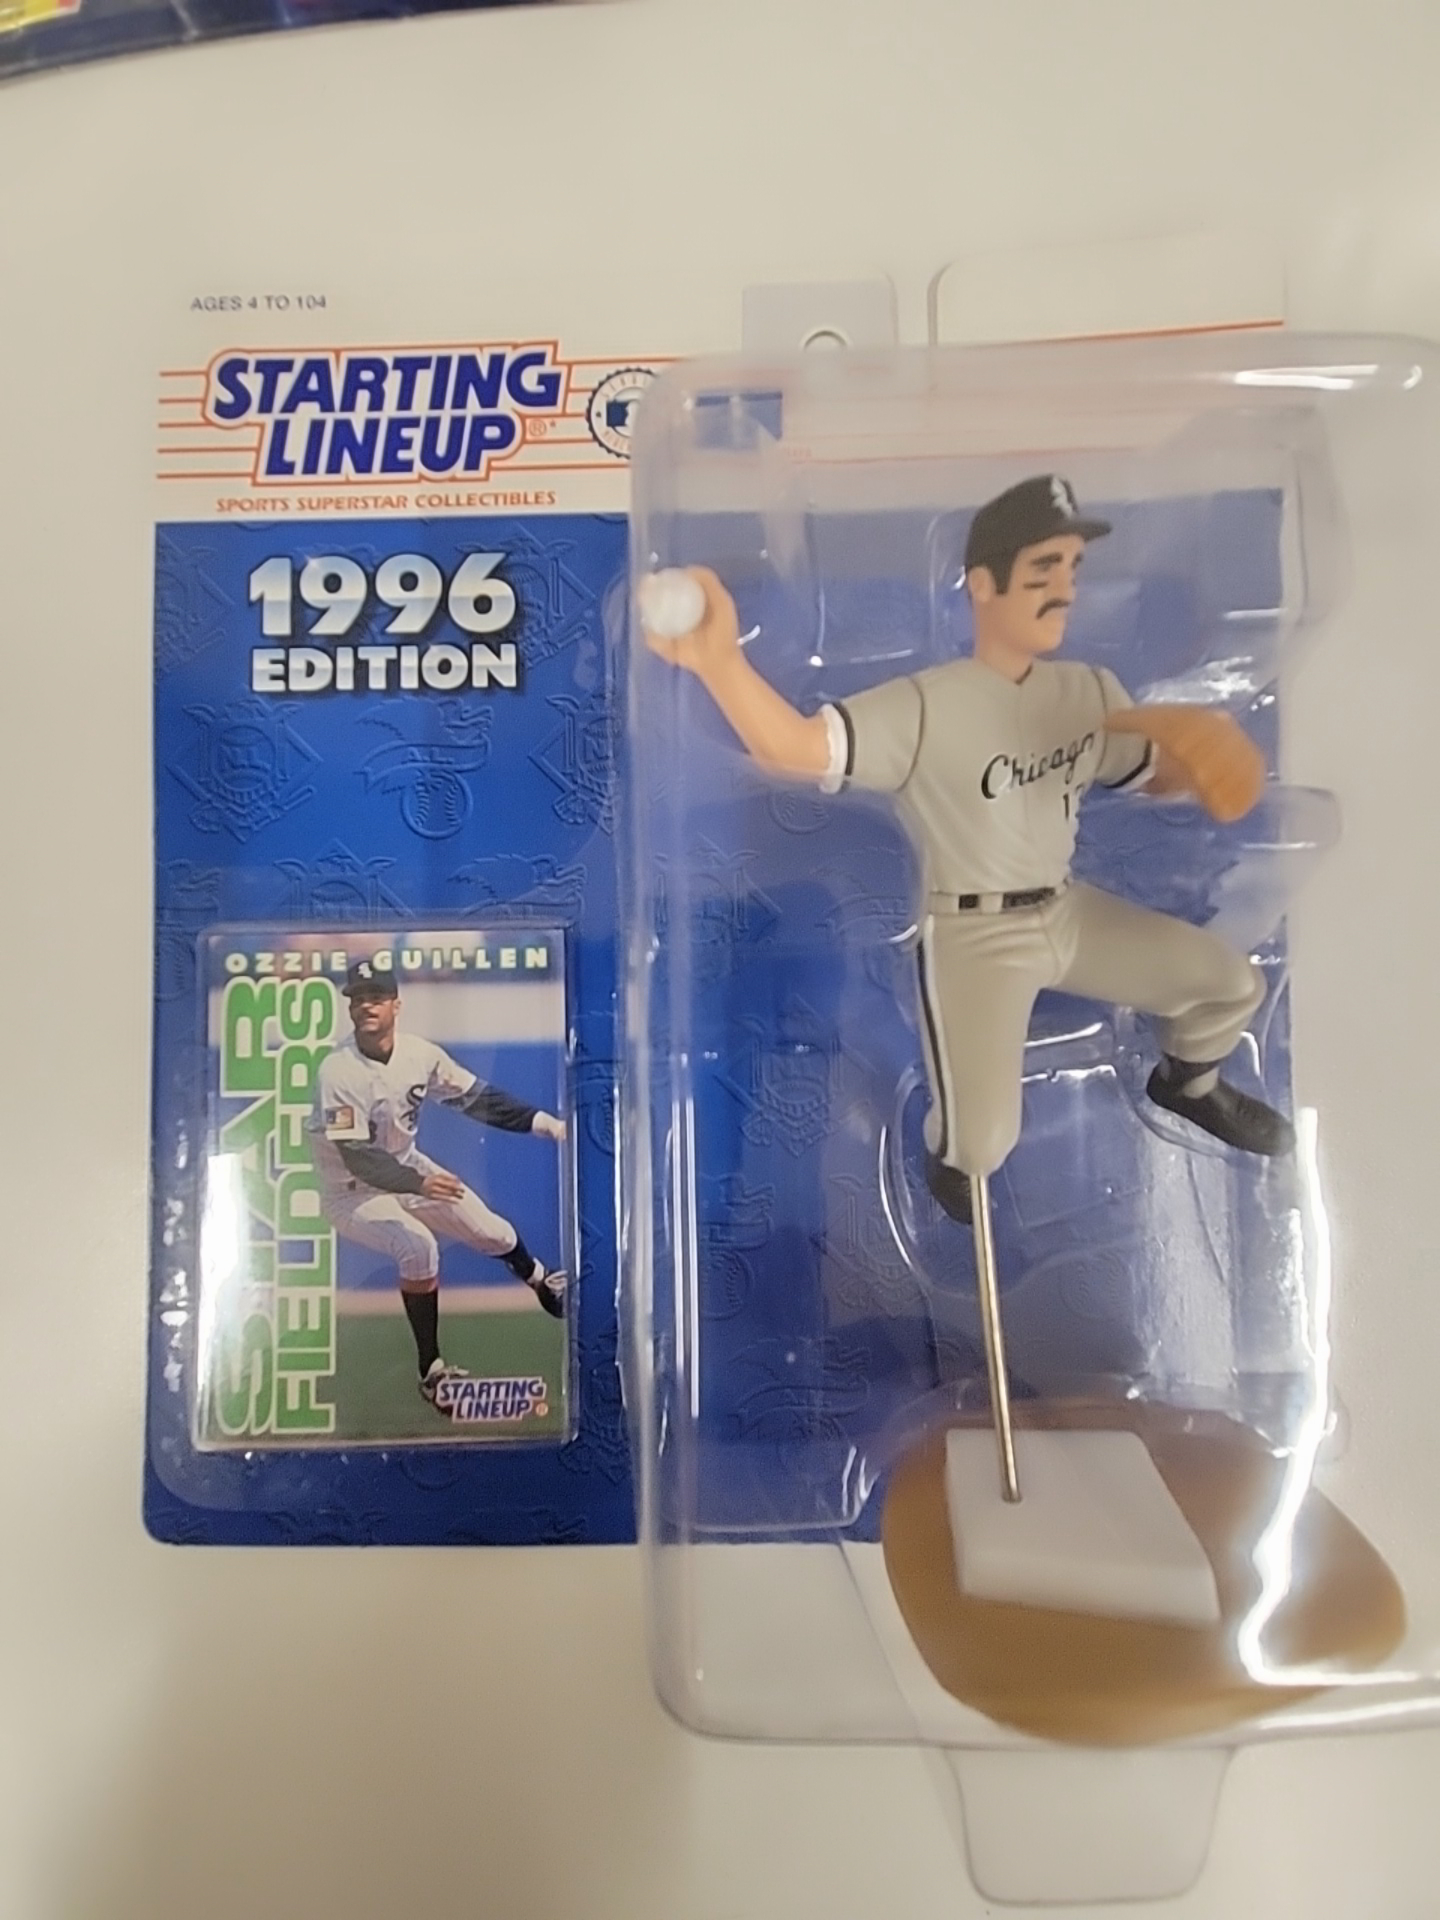 AGES 4 TO 104
STARTING
LINEUP®
SPORTS SUPERSTAR COLLECTIBLES
1996
EDITION
OZZIE GUILLEN
STAR
FIELDERS
STARTING
LINEUP®
Chicago